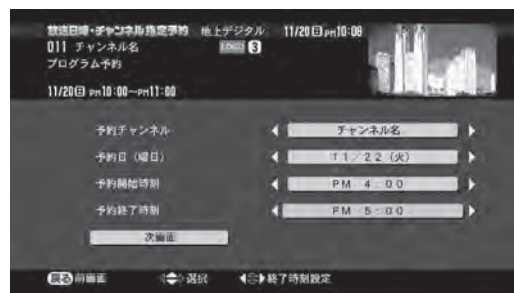 放送日時・チャンネル指定予約 地上デジタル 11/20日 PM10:08
011 チャンネル名 LOGO 3
プログラム予約
11/20日 PM10:00~PM11:00
予約チャンネル チャンネル名
予約日(曜日) 11/22(火)
予約開始時刻 PM 4:00
予約終了時刻 PM 5:00
次画面
戻る 前画面 選択 終了時刻設定